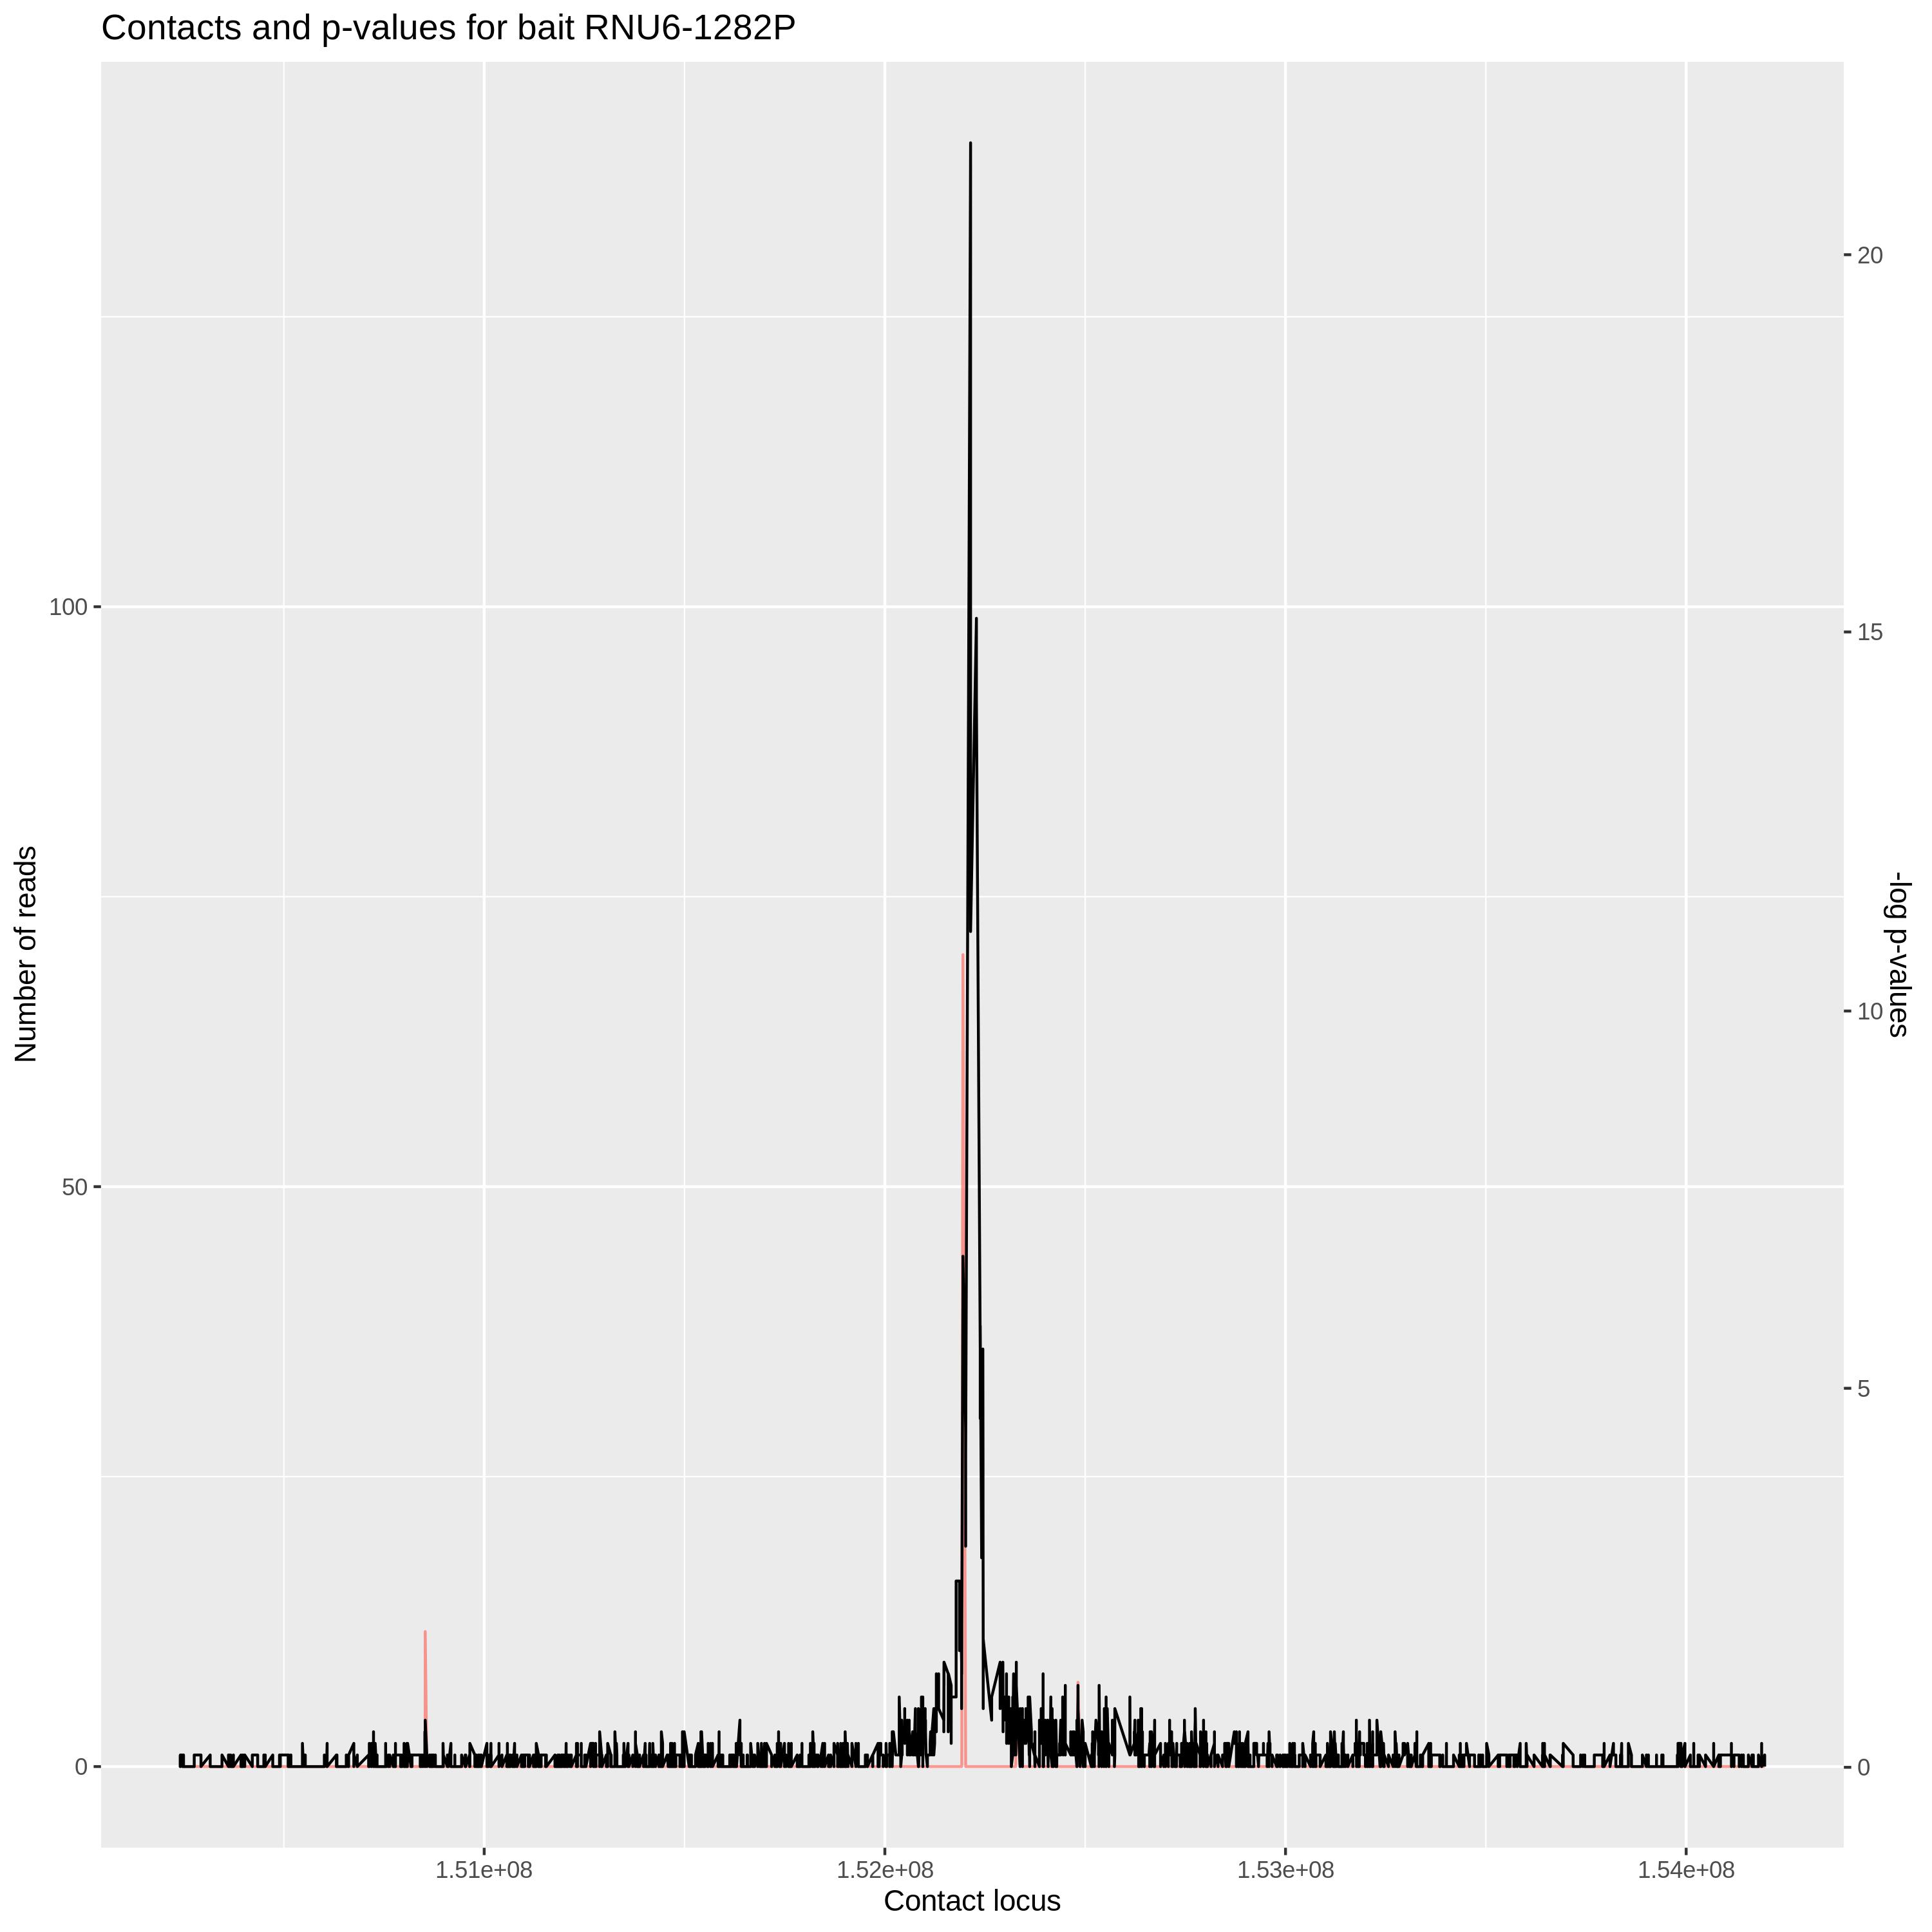 Contacts and p-values for bait RNU6-1282P
Number of reads
100
50
0
20
15
10
5
0
-log p-values
1.51e+08 1.52e+08 1.53e+08 1.54e+08
Contact locus